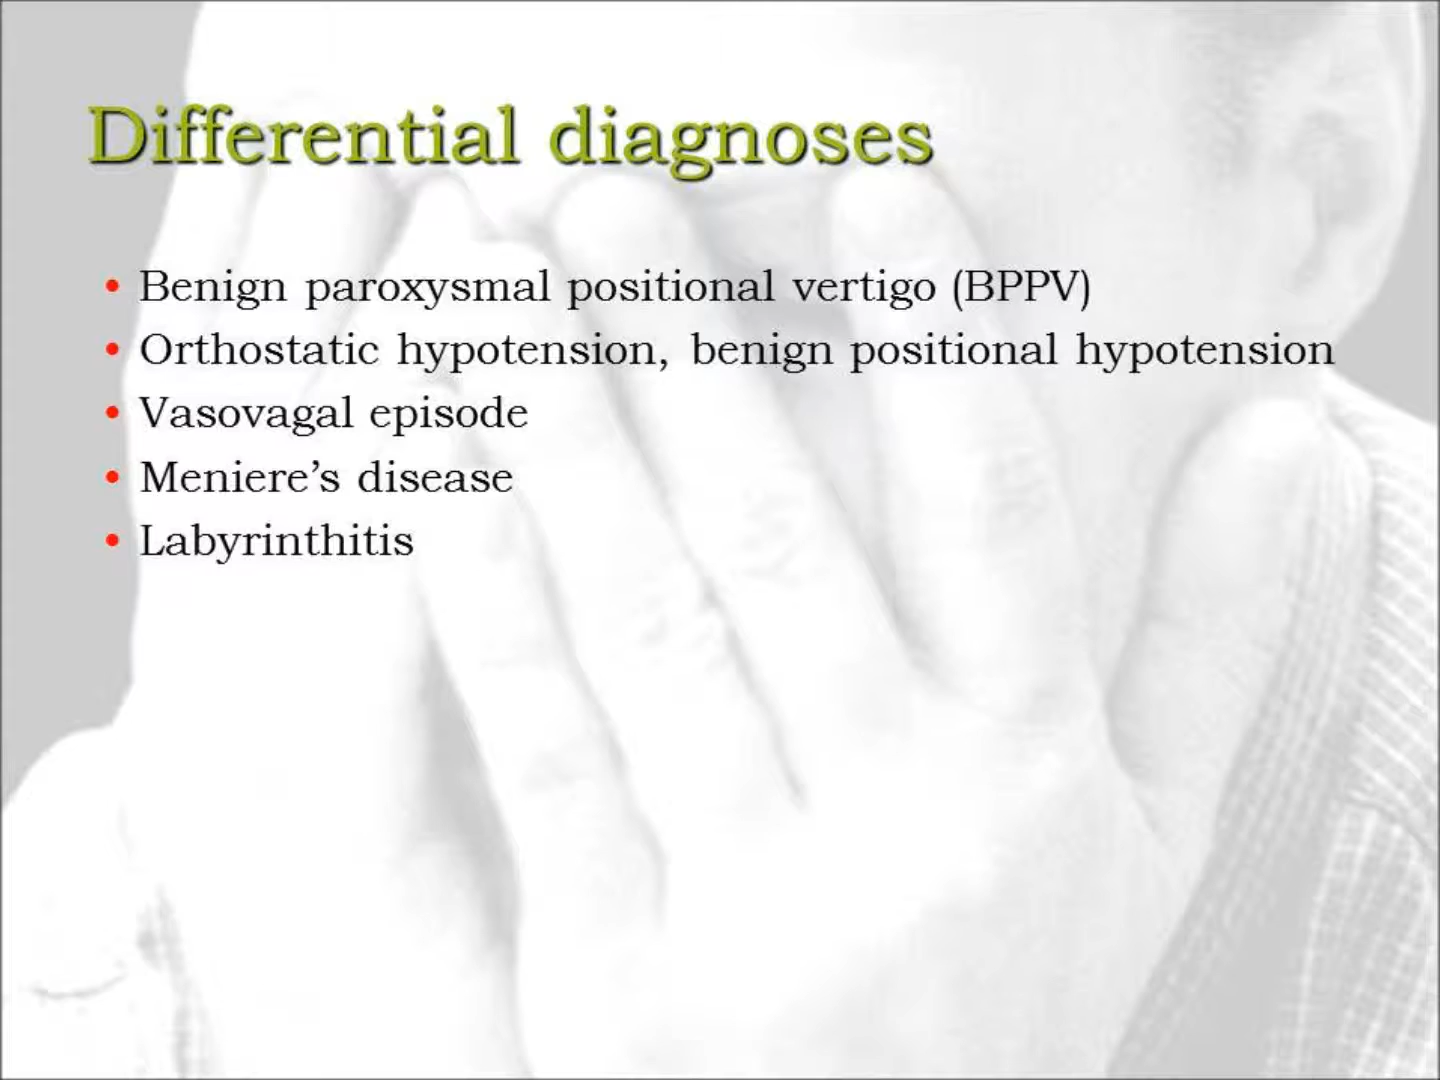 Differential diagnoses
• Benign paroxysmal positional vertigo (BPPV)
• Orthostatic hypotension, benign positional hypotension
• Vasovagal episode
• Meniere’s disease
• Labyrinthitis